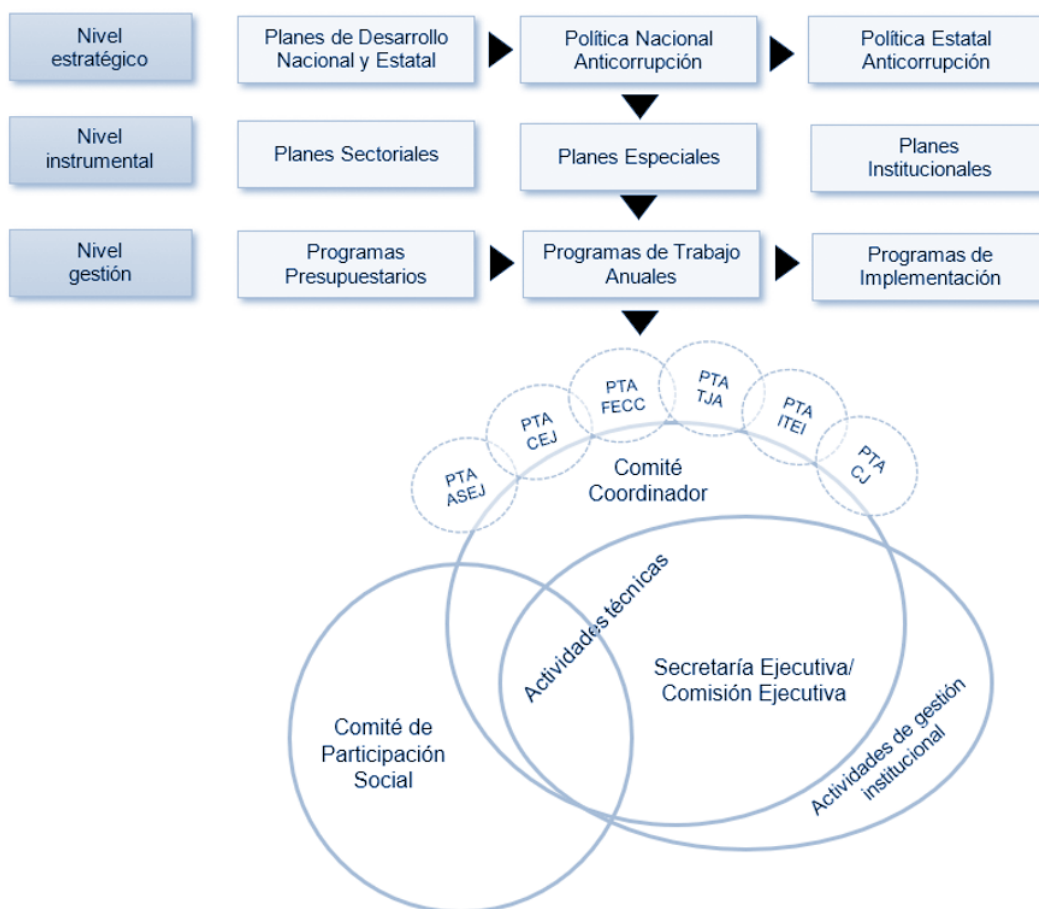 Nivel
estratégico
Planes de Desarrollo
Nacional y Estatal
Política Nacional
Anticorrupción
Política Estatal
Anticorrupción
Nivel
instrumental
Planes Sectoriales
Planes Especiales
Planes
Institucionales
Nivel
gestión
Programas
Presupuestarios
Programas de Trabajo
Anuales
Programas de
Implementación
PTA
ASEJ
PTA
CEJ
PTA
FECC
PTA
TJA
PTA
ITEI
PTA
CJ
Comité
Coordinador
Actividades técnicas
Secretaría Ejecutiva/
Comisión Ejecutiva
Comité de
Participación
Social
Actividades de gestión
institucional